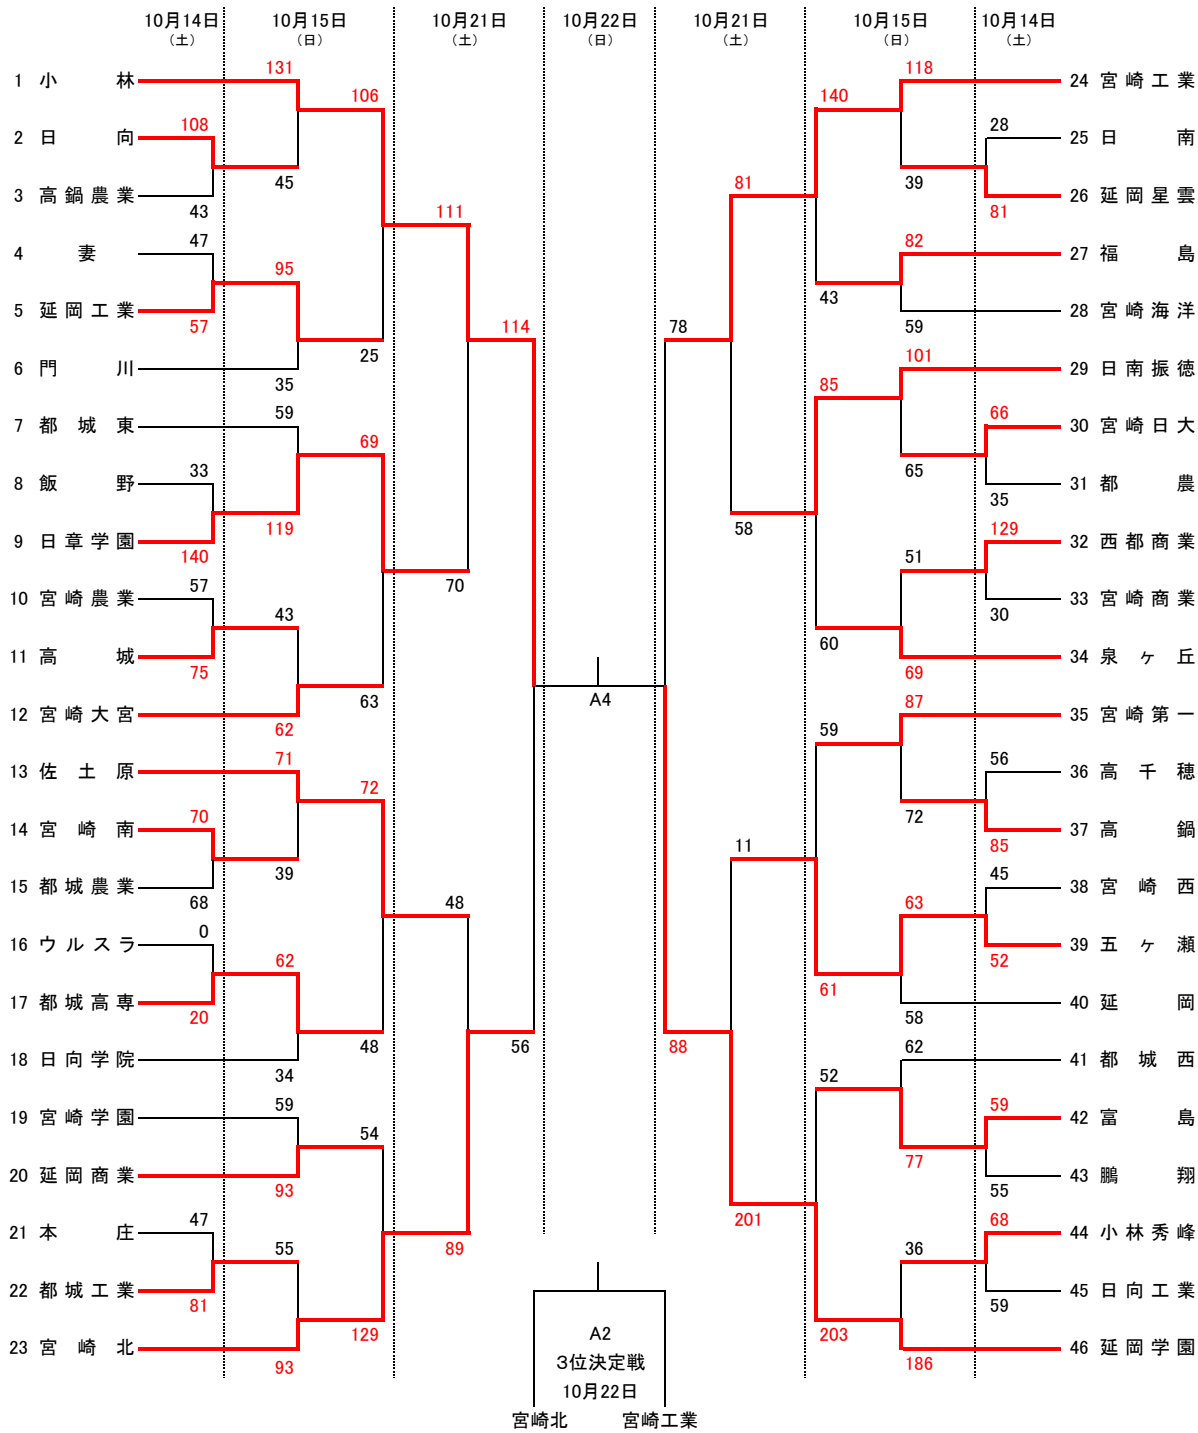 10月14日 10月15日 10月21日 10月22日 10月21日 10月15日 10月14日
（土） （日） （土） （日） （土） （日） （土）
131 118
1 小林 24 宮崎工業
106 140
108 28
2 日向 25 日南
45 39
3 高鍋農業 81 26 延岡星雲
43 111 81
47 82
4 妻 27 福島
95 43
5 延岡工業 28 宮崎海洋
57 114 78 59
25 101
6 門川 29 日南振徳
35 85
59 66
7 都城東 30 宮崎日大
69 65
33
8 飯野 31 都農
35
119 58 129
9 日章学園 32 西都商業
140 51
57 70
10 宮崎農業 33 宮崎商業
43 30
60
11 高城 34 泉ヶ丘
75 69
63 A4 87
12 宮崎大宮 35 宮崎第一
62 59
71 56
13 佐土原 36 高千穂
72
70 72
14 宮崎南 37 高鍋
11 85
39 45
15 都城農業 38 宮崎西
68 48 63
0
16 ウルスラ 39 五ヶ瀬
62 52
61
17 都城高専 40 延岡
20 58
48 56 88 62
18 日向学院 41 都城西
34 52
59 59
19 宮崎学園 42 富島
54 77
20 延岡商業 43 鵬翔
93 55
47 201 68
21 本庄 44 小林秀峰
55 89 36
22 都城工業 45 日向工業
81 59
129 A2 203
23 宮崎北 46 延岡学園
93 3位決定戦 186
10月22日
宮崎北 宮崎工業